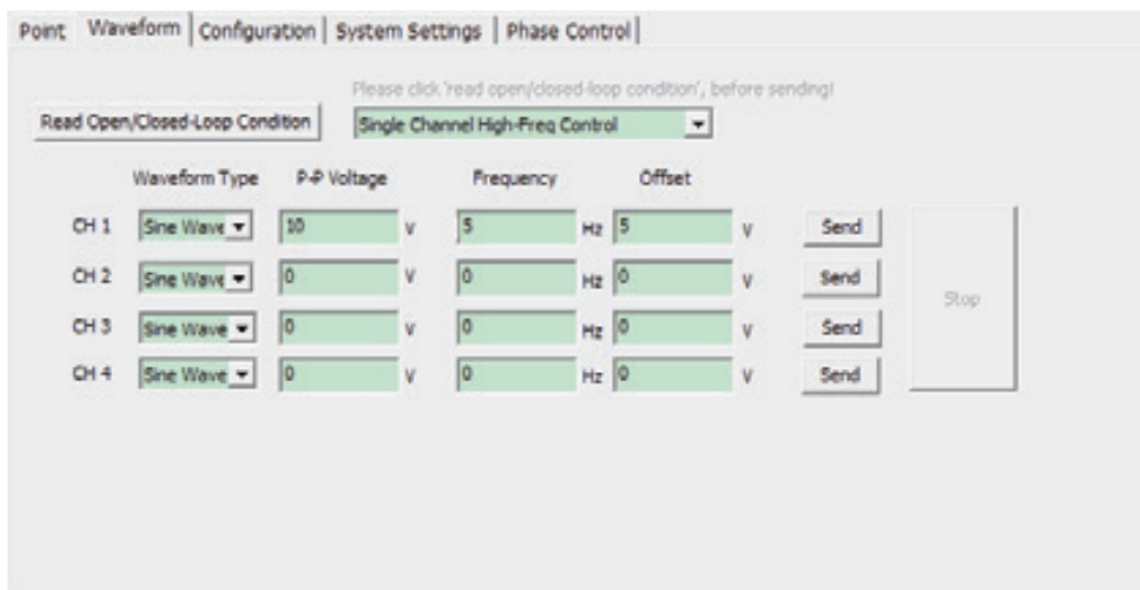 Point Waveform Configuration System Settings Phase Control
Please click 'read open/closed-loop condition', before sending!
Read Open/Closed-Loop Condition Single Channel High-Freq Control
Waveform Type P-P Voltage Frequency Offset
CH 1 Sine Wave 10 V 5 Hz 5 V Send
CH 2 Sine Wave 0 V 0 Hz 0 V Send
Stop
CH 3 Sine Wave 0 V 0 Hz 0 V Send
CH 4 Sine Wave 0 V 0 Hz 0 V Send